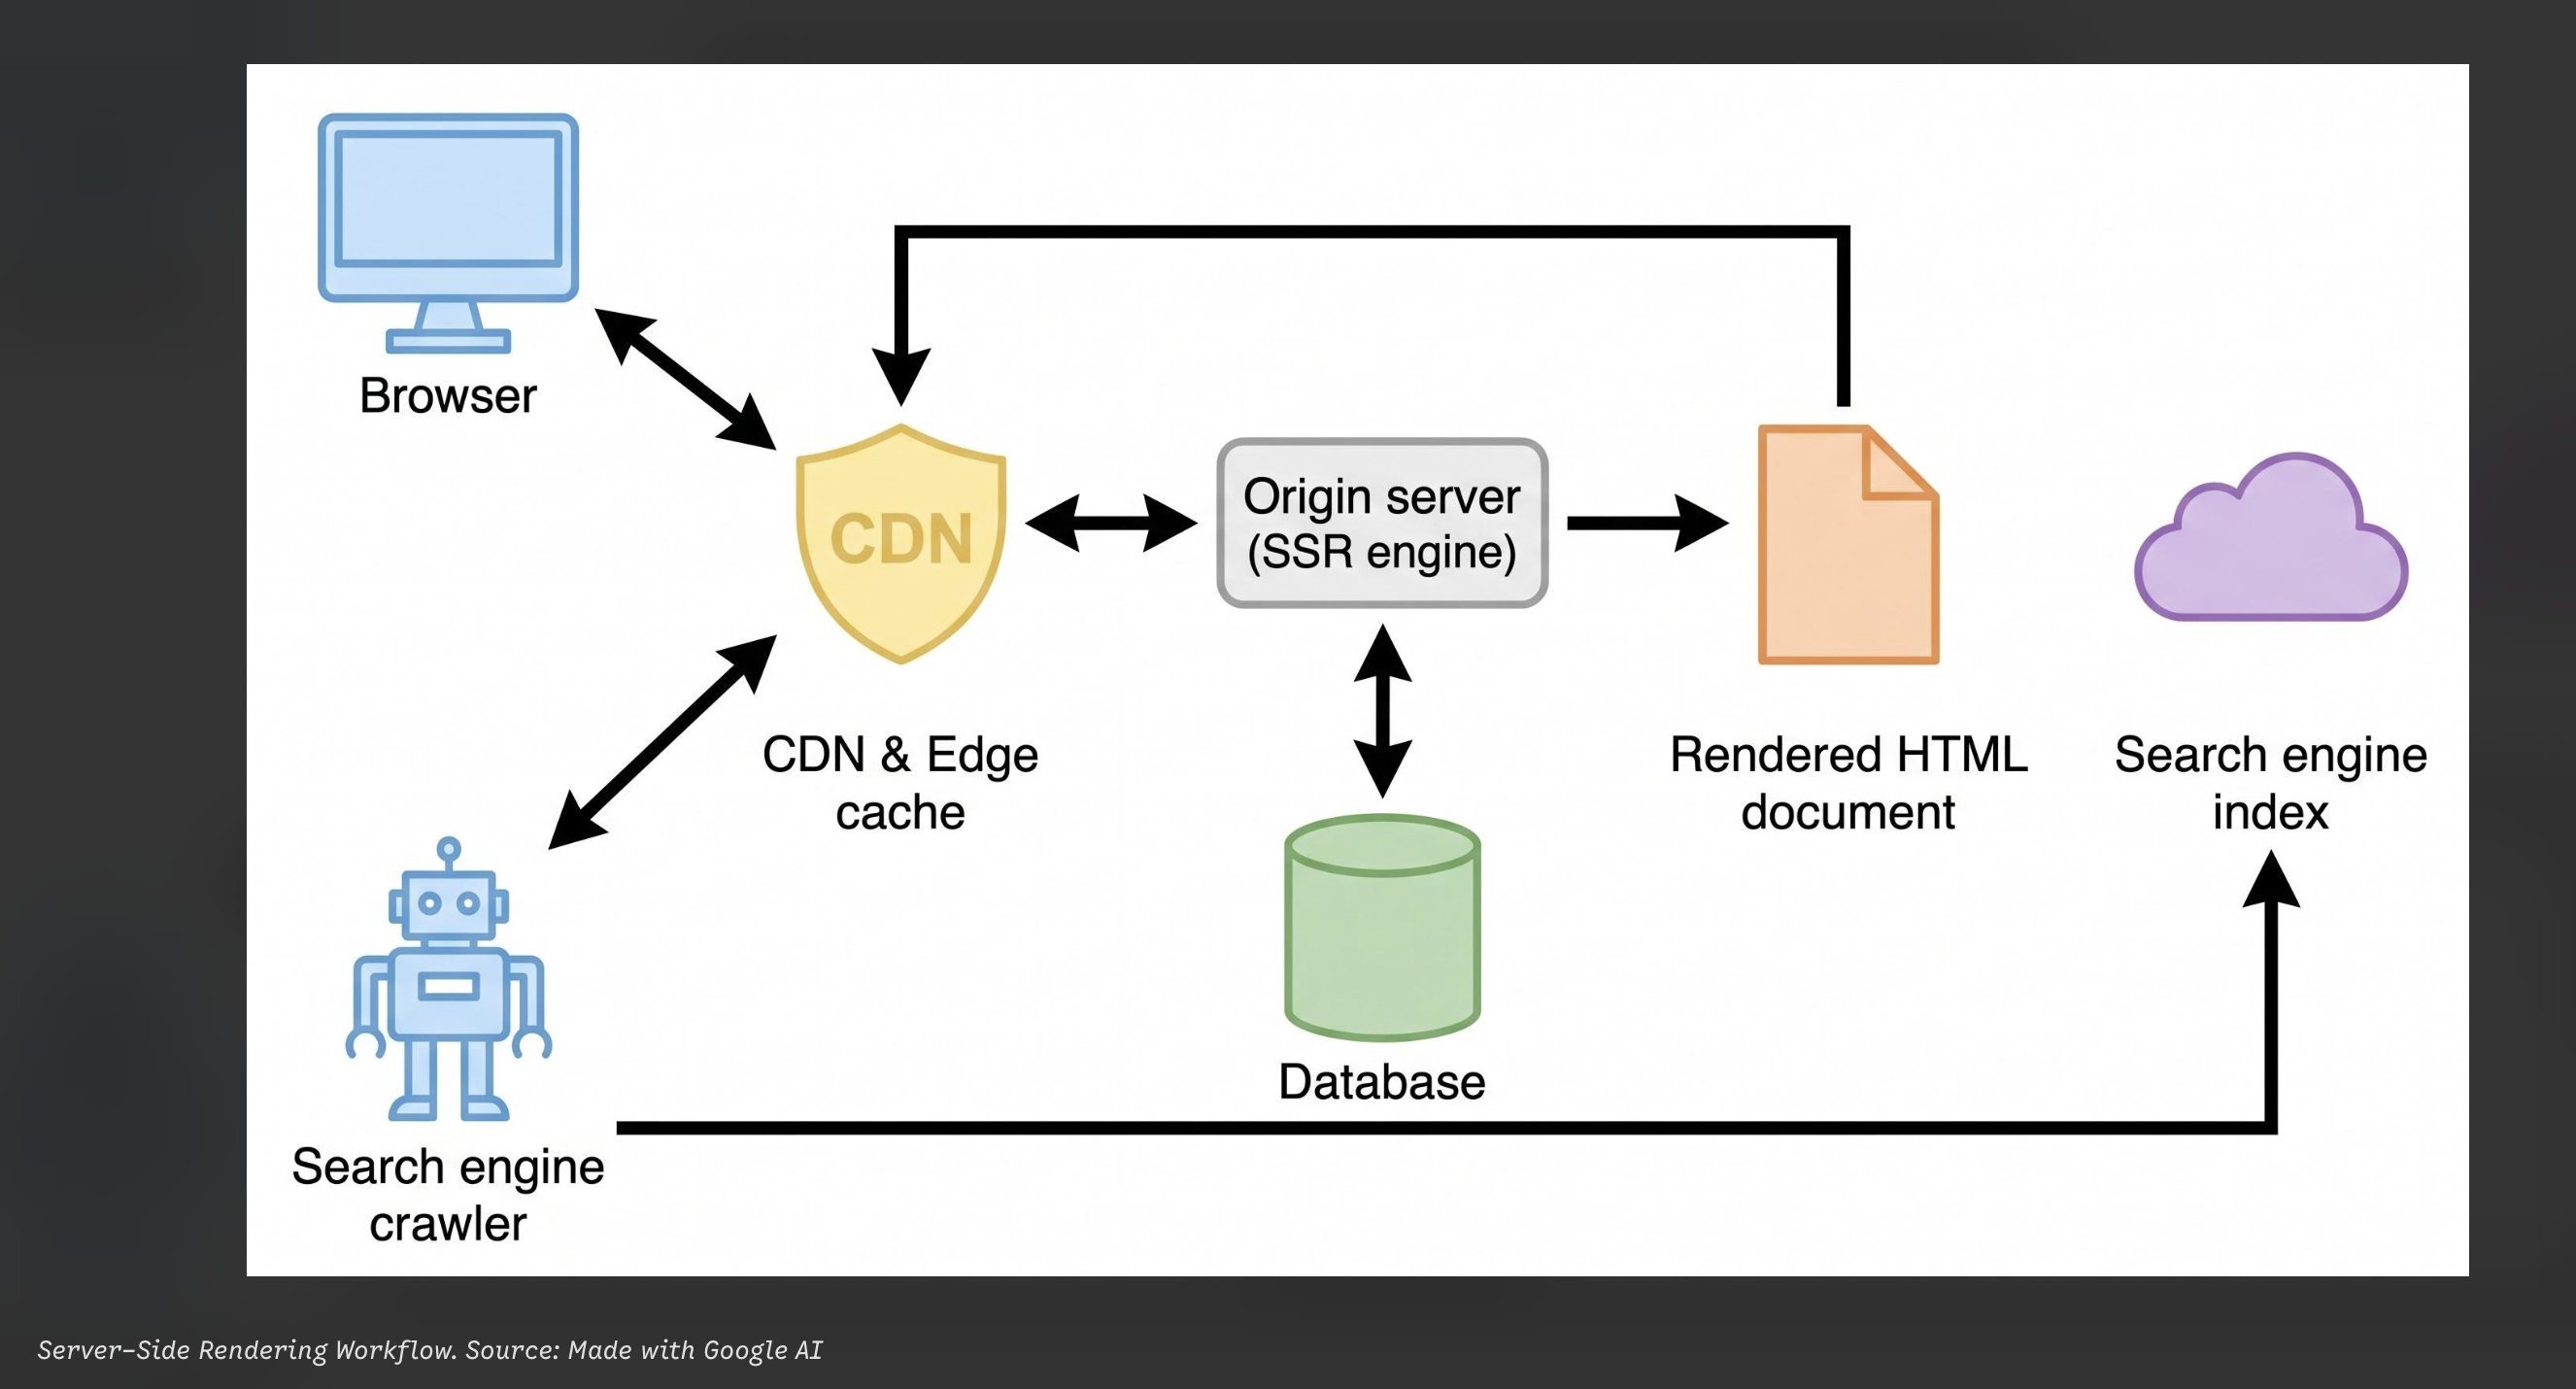 Browser
CDN
Origin server
(SSR engine)
CDN & Edge
cache
Rendered HTML
document
Search engine
index
Database
Search engine
crawler
Server-Side Rendering Workflow. Source: Made with Google AI